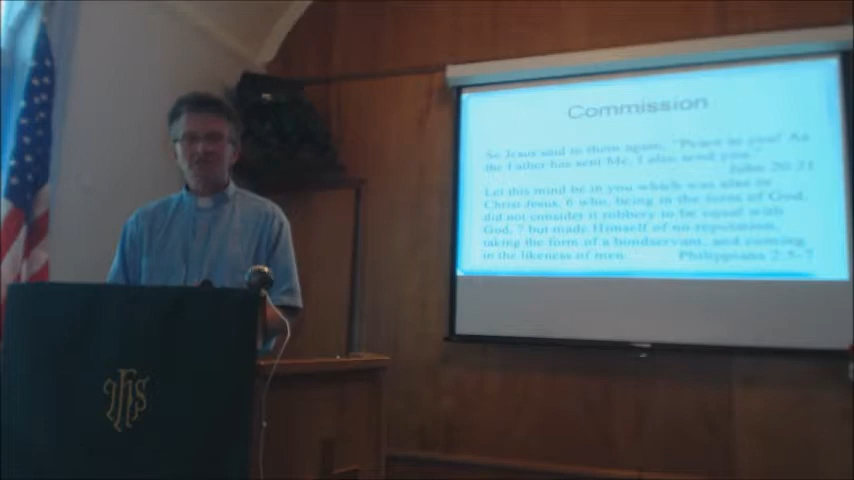 Commission
So Jesus said to them again, "Peace to you! As
the Father has sent Me, I also send you."
John 20:21
Let this mind be in you which was also in
Christ Jesus, 6 who, being in the form of God,
did not consider it robbery to be equal with
God, 7 but made Himself of no reputation,
taking the form of a bondservant, and coming
in the likeness of men. Philippians 2:5-7
IHS